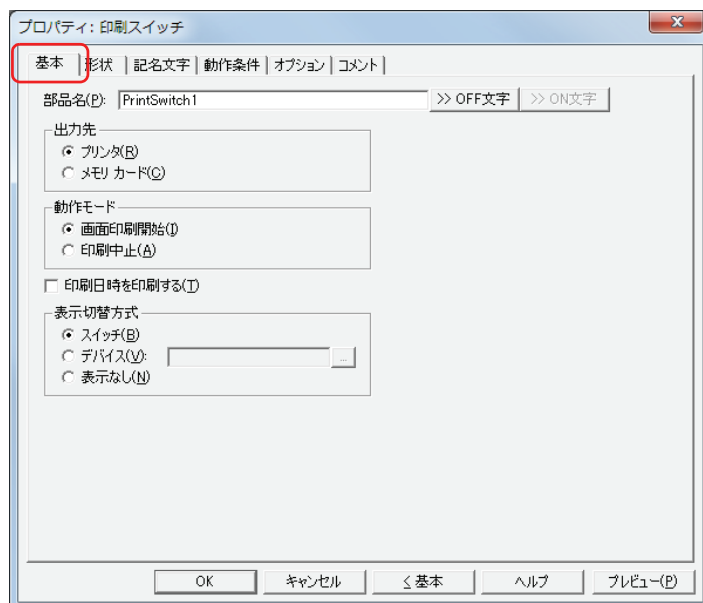 プロパティ: 印刷スイッチ
基本 形状 記名文字 動作条件 オプション コメント
部品名(P): PrintSwitch1 >> OFF文字 >> ON文字
出力先
プリンタ(R)
メモリ カード(C)
動作モード
画面印刷開始(I)
印刷中止(A)
印刷日時を印刷する(T)
表示切替方式
スイッチ(B)
デバイス(V): ...
表示なし(N)
OK キャンセル < 基本 ヘルプ プレビュー(P)